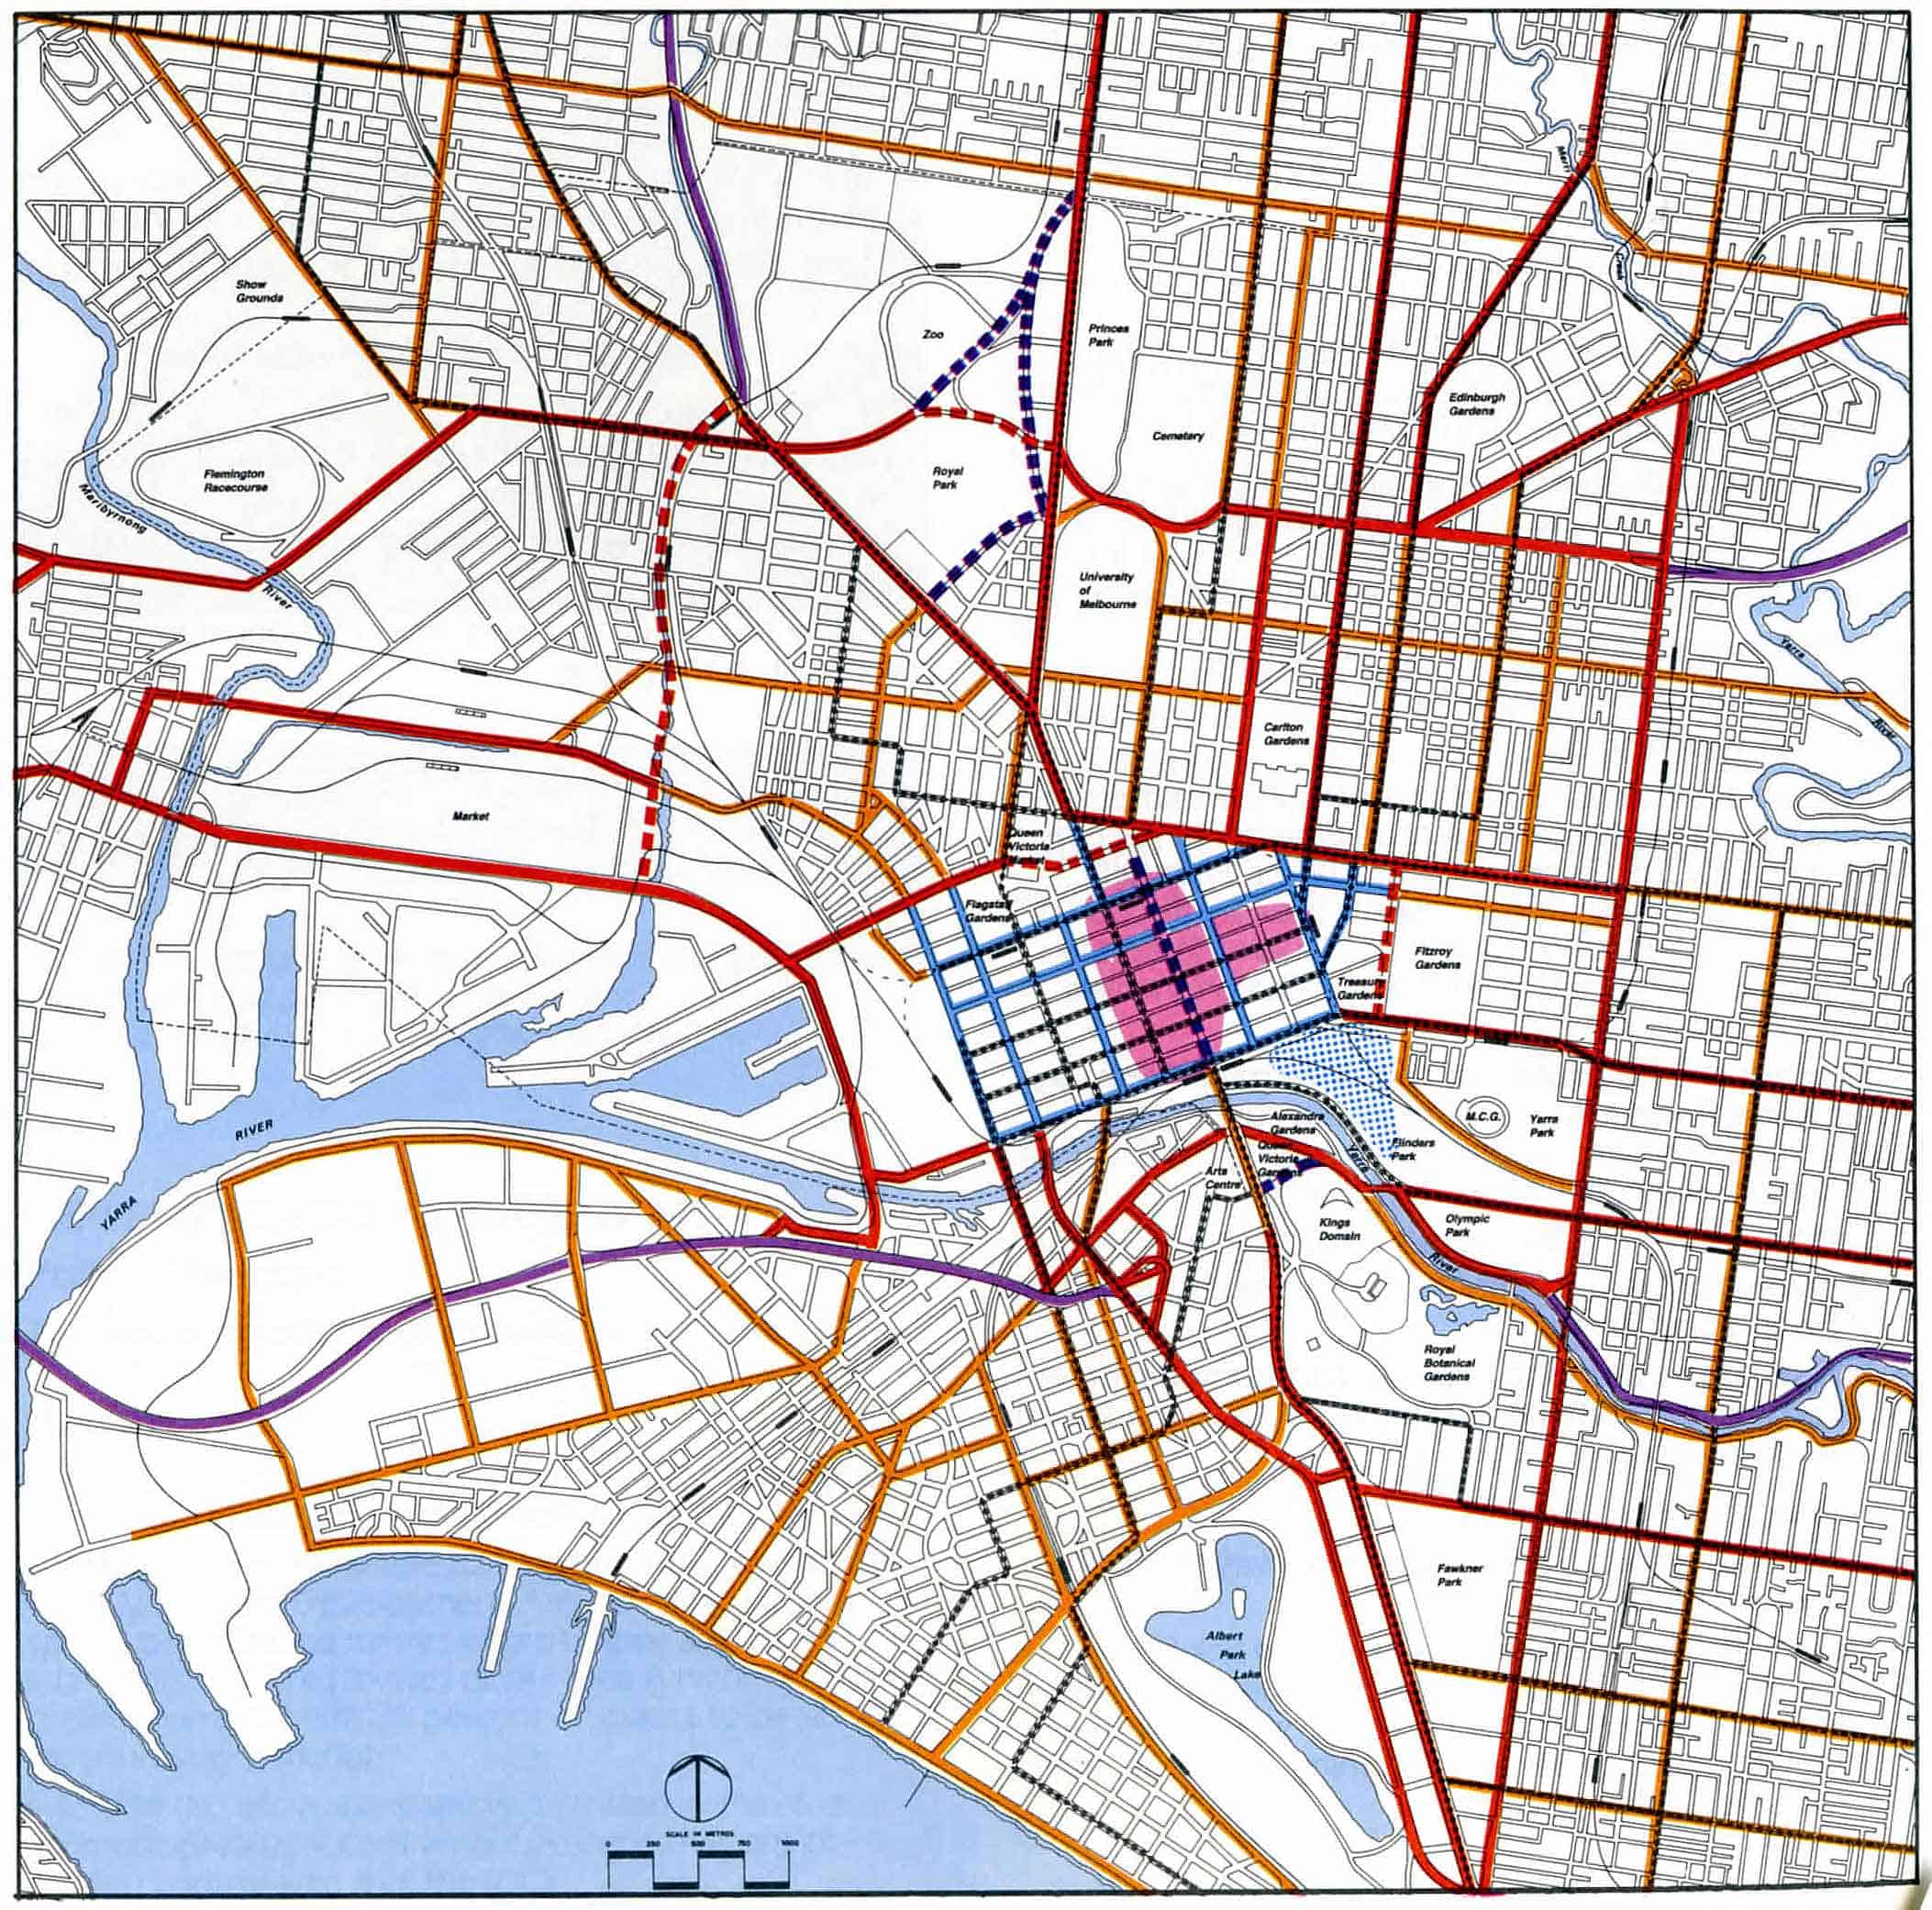 Merri
Creek
Show
Grounds
Zoo
Princes
Park
Edinburgh
Gardens
Cemetery
Flemington
Racecourse
Royal
Park
Maribyrnong
River
University
of
Melbourne
Yarra
River
Carlton
Gardens
Market
Queen
Victoria
Market
Flagstaff
Gardens
Fitzroy
Gardens
Treasury
Gardens
RIVER
YARRA
Alexandra
Gardens
Queen
Victoria
Gardens
Arts
Centre
Yarra
Flinders
Park
M.C.G.
Yarra
Park
Kings
Domain
Olympic
Park
River
Royal
Botanical
Gardens
Fawkner
Park
Albert
Park
Lake
SCALE IN METRES
0 250 500 750 1000